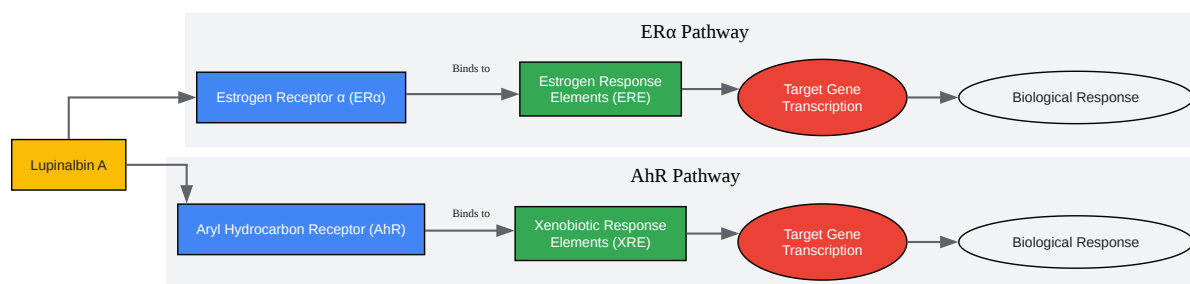 ERα Pathway
Estrogen Receptor α (ERα)
Binds to
Estrogen Response
Elements (ERE)
Target Gene
Transcription
Biological Response
Lupinalbin A
AhR Pathway
Aryl Hydrocarbon Receptor (AhR)
Binds to
Xenobiotic Response
Elements (XRE)
Target Gene
Transcription
Biological Response